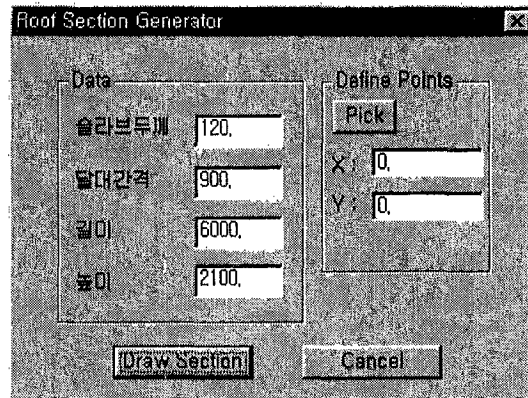 Roof Section Generator
Data
슬라브두께 120,
달대간격 900,
길이 6000,
높이 2100,
Define Points
Pick
X : 0,
Y : 0,
Draw Section
Cancel